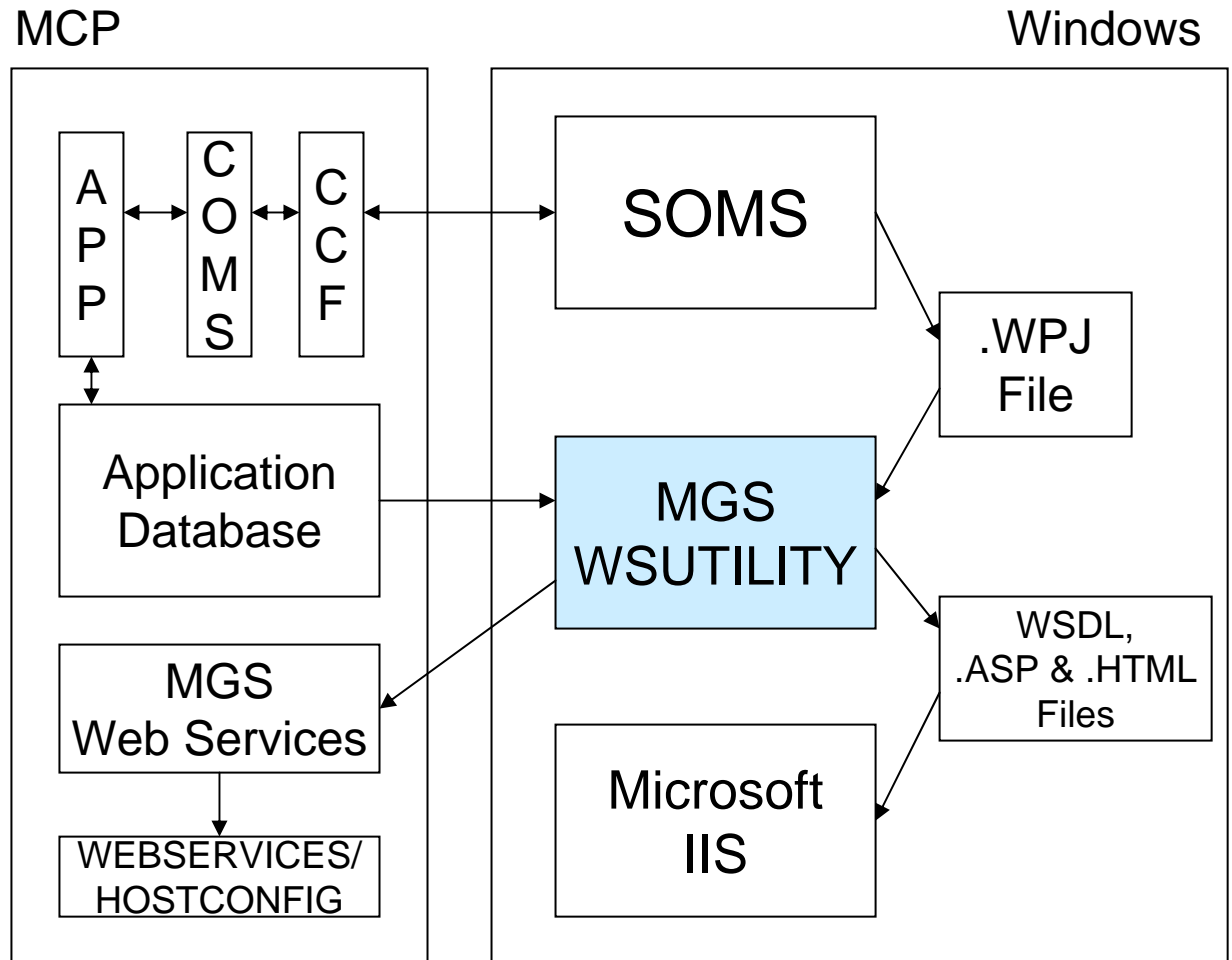 MCP
Windows
A
P
P
C
O
M
S
C
C
F
SOMS
.WPJ
File
Application
Database
MGS
WSUTILITY
WSDL,
.ASP & .HTML
Files
MGS
Web Services
Microsoft
IIS
WEBSERVICES/
HOSTCONFIG